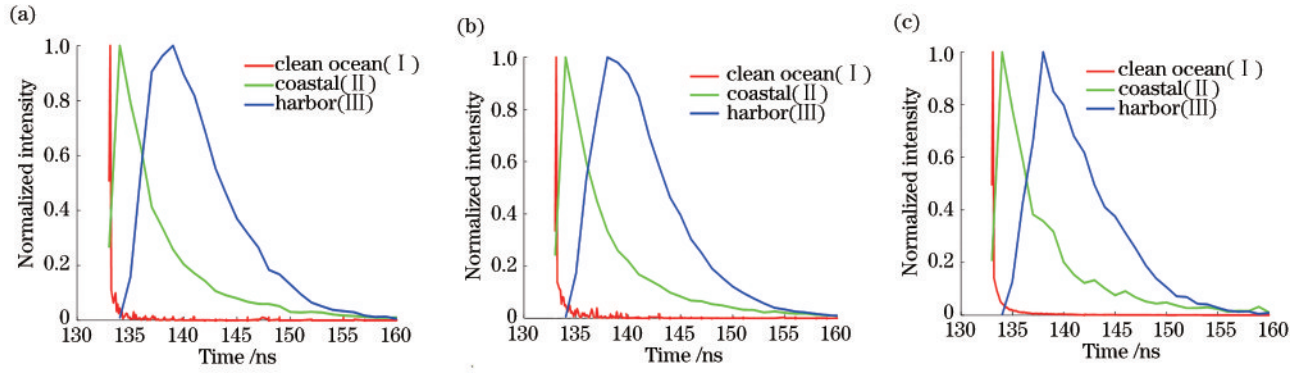 (a)
Normalized intensity
1.0
0.8
0.6
0.4
0.2
0
clean ocean(Ⅰ)
coastal(Ⅱ)
harbor(Ⅲ)
130 135 140 145 150 155 160
Time /ns
(b)
Normalized intensity
1.0
0.8
0.6
0.4
0.2
0
clean ocean(Ⅰ)
coastal(Ⅱ)
harbor(Ⅲ)
130 135 140 145 150 155 160
Time /ns
(c)
Normalized intensity
1.0
0.8
0.6
0.4
0.2
0
clean ocean(Ⅰ)
coastal(Ⅱ)
harbor(Ⅲ)
130 135 140 145 150 155 160
Time /ns